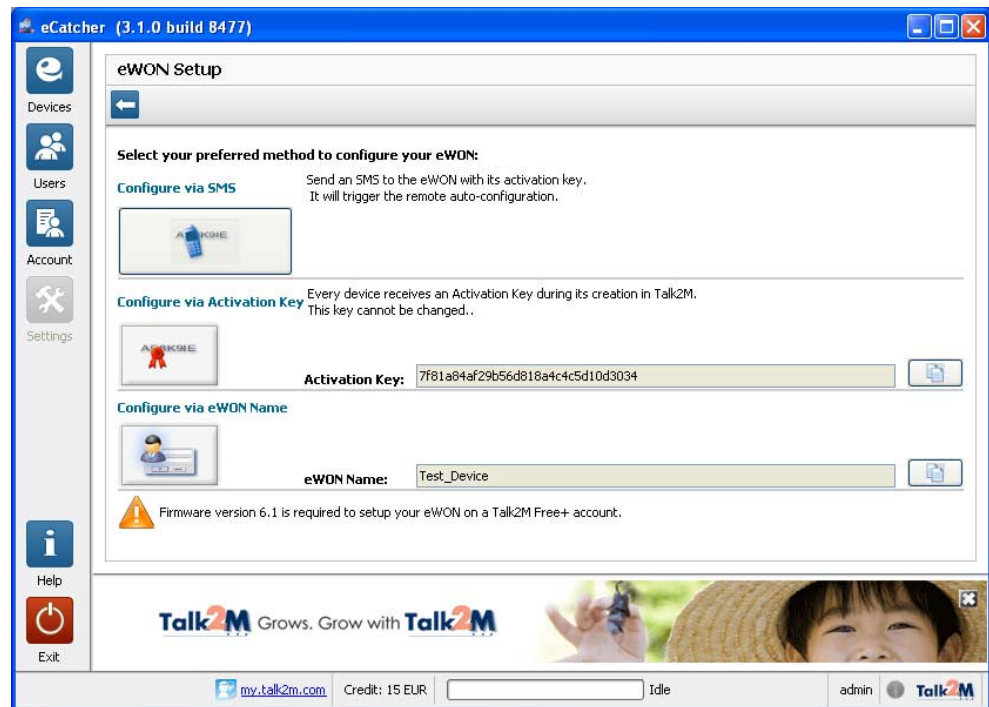 eCatcher (3.1.0 build 8477)
Devices
Users
Account
Settings
Help
Exit
eWON Setup
Select your preferred method to configure your eWON:
Configure via SMS
Send an SMS to the eWON with its activation key.
It will trigger the remote auto-configuration.
Configure via Activation Key
Every device receives an Activation Key during its creation in Talk2M.
This key cannot be changed..
Activation Key:
7f81a84af29b56d818a4c4c5d10d3034
Configure via eWON Name
eWON Name:
Test_Device
Firmware version 6.1 is required to setup your eWON on a Talk2M Free+ account.
Talk2M Grows. Grow with Talk2M
my.talk2m.com
Credit: 15 EUR
Idle
admin
Talk2M